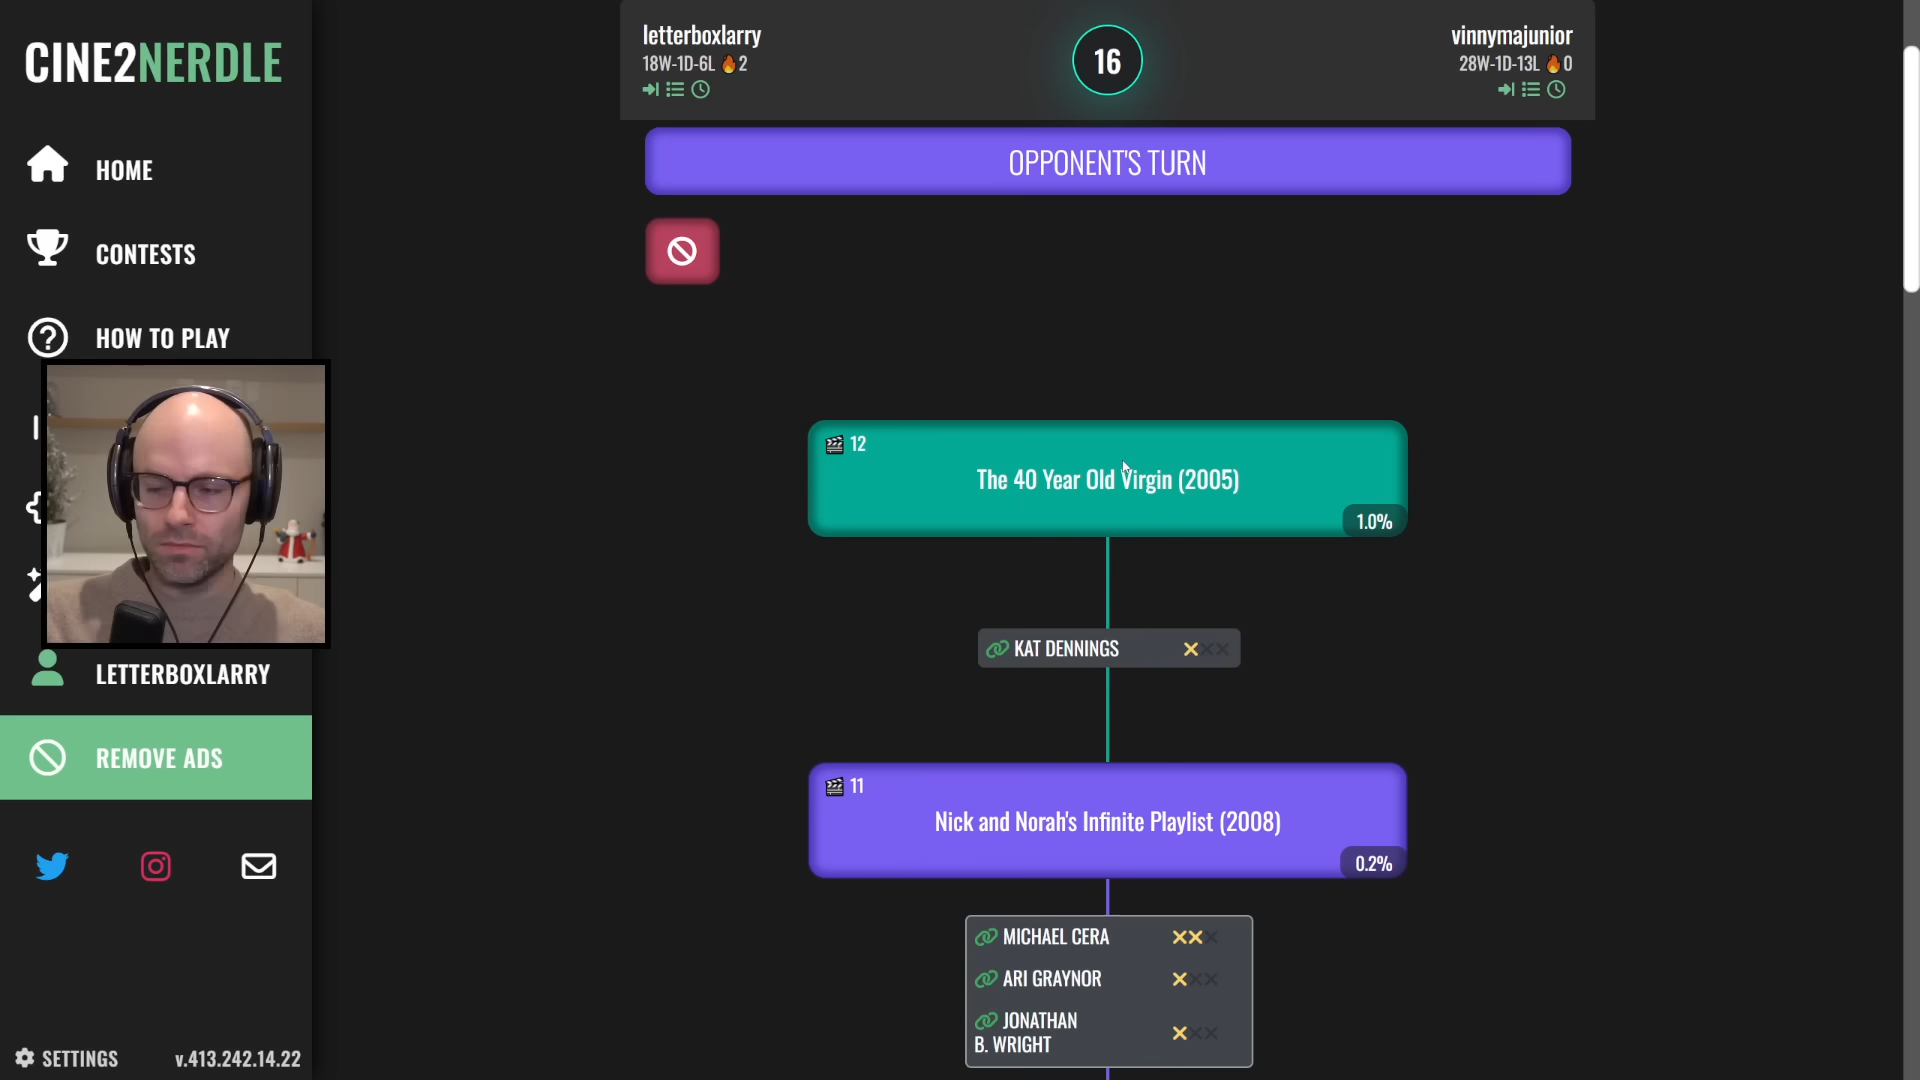 CINE2NERDLE
HOME
CONTESTS
HOW TO PLAY
LETTERBOXLARRY
REMOVE ADS
SETTINGS
v.413.242.14.22
letterboxlarry
18W-1D-6L 🔥2
16
vinnymajunior
28W-1D-13L 🔥0
OPPONENT'S TURN
12
The 40 Year Old Virgin (2005)
1.0%
KAT DENNINGS
11
Nick and Norah's Infinite Playlist (2008)
0.2%
MICHAEL CERA
ARI GRAYNOR
JONATHAN
B. WRIGHT